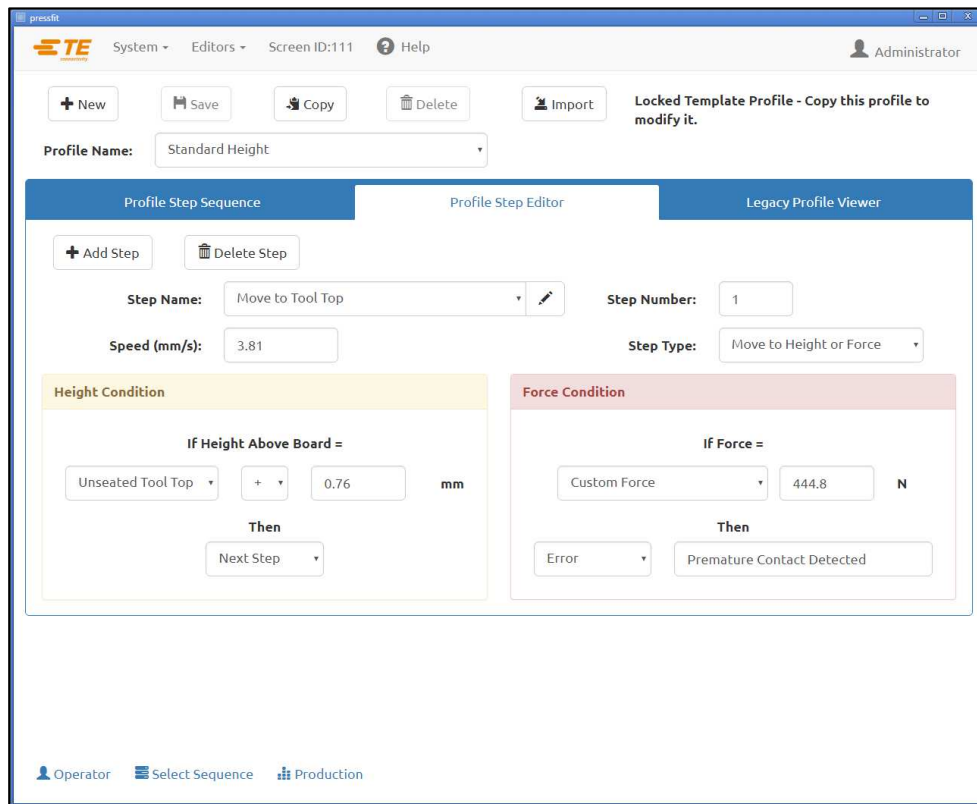 pressfit
TE connectivity System Editors Screen ID:111 Help Administrator
New Save Copy Delete Import Locked Template Profile - Copy this profile to
modify it.
Profile Name: Standard Height
Profile Step Sequence Profile Step Editor Legacy Profile Viewer
Add Step Delete Step
Step Name: Move to Tool Top Step Number: 1
Speed (mm/s): 3.81 Step Type: Move to Height or Force
Height Condition Force Condition
If Height Above Board = If Force =
Unseated Tool Top + 0.76 mm Custom Force 444.8 N
Then Then
Next Step Error Premature Contact Detected
Operator Select Sequence Production